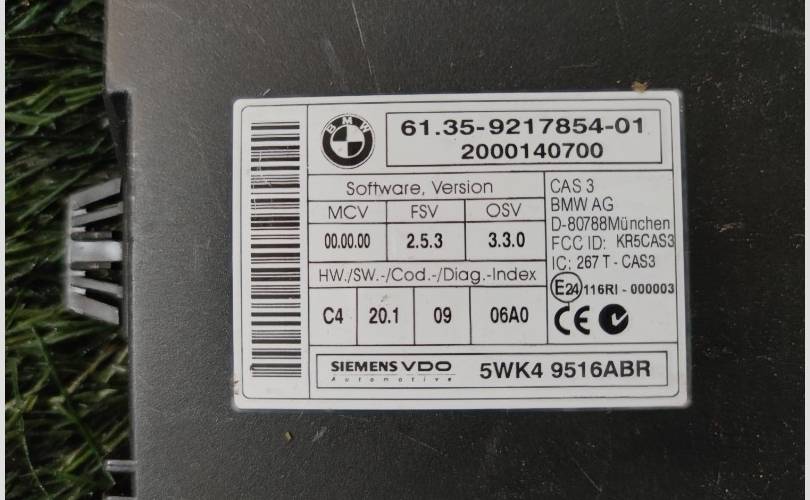 BMW
61.35-9217854-01
2000140700
Software, Version
MCV FSV OSV
00.00.00 2.5.3 3.3.0
HW./SW.-/Cod.-/Diag.-Index
C4 20.1 09 06A0
CAS 3
BMW AG
D-80788München
FCC ID: KR5CAS3
IC: 267 T - CAS3
E24 116RI - 000003
CE
SIEMENS VDO
Automotive
5WK4 9516ABR